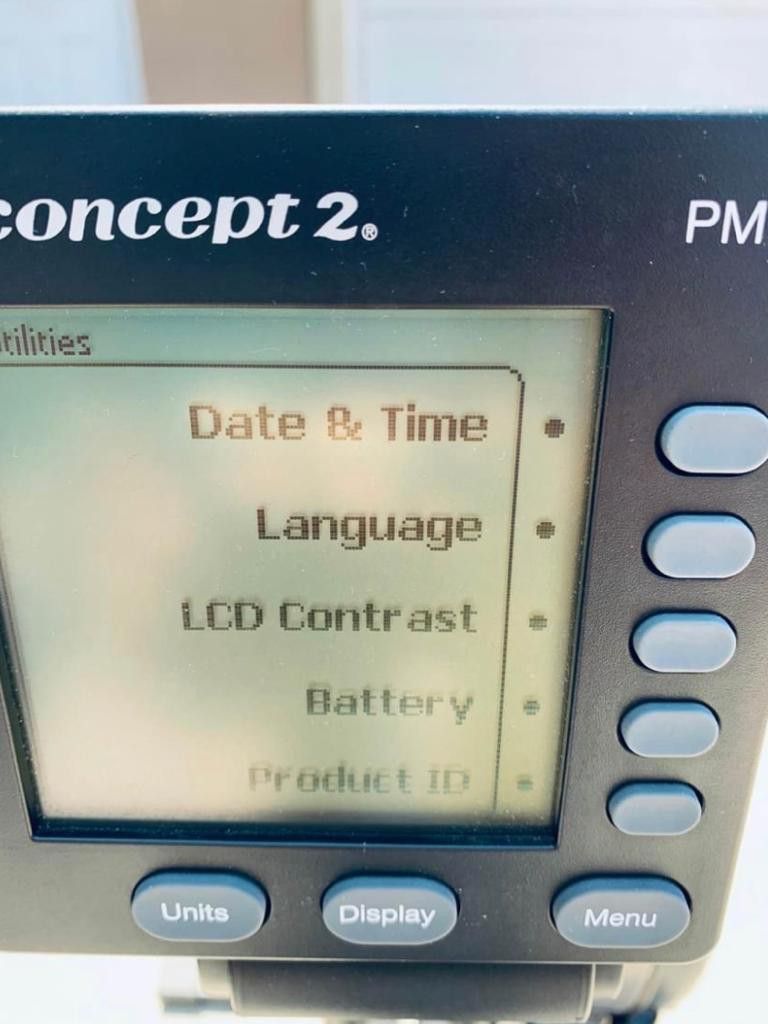 concept 2®
PM
tilities
Date & Time
Language
LCD Contrast
Battery
Product ID
Units
Display
Menu